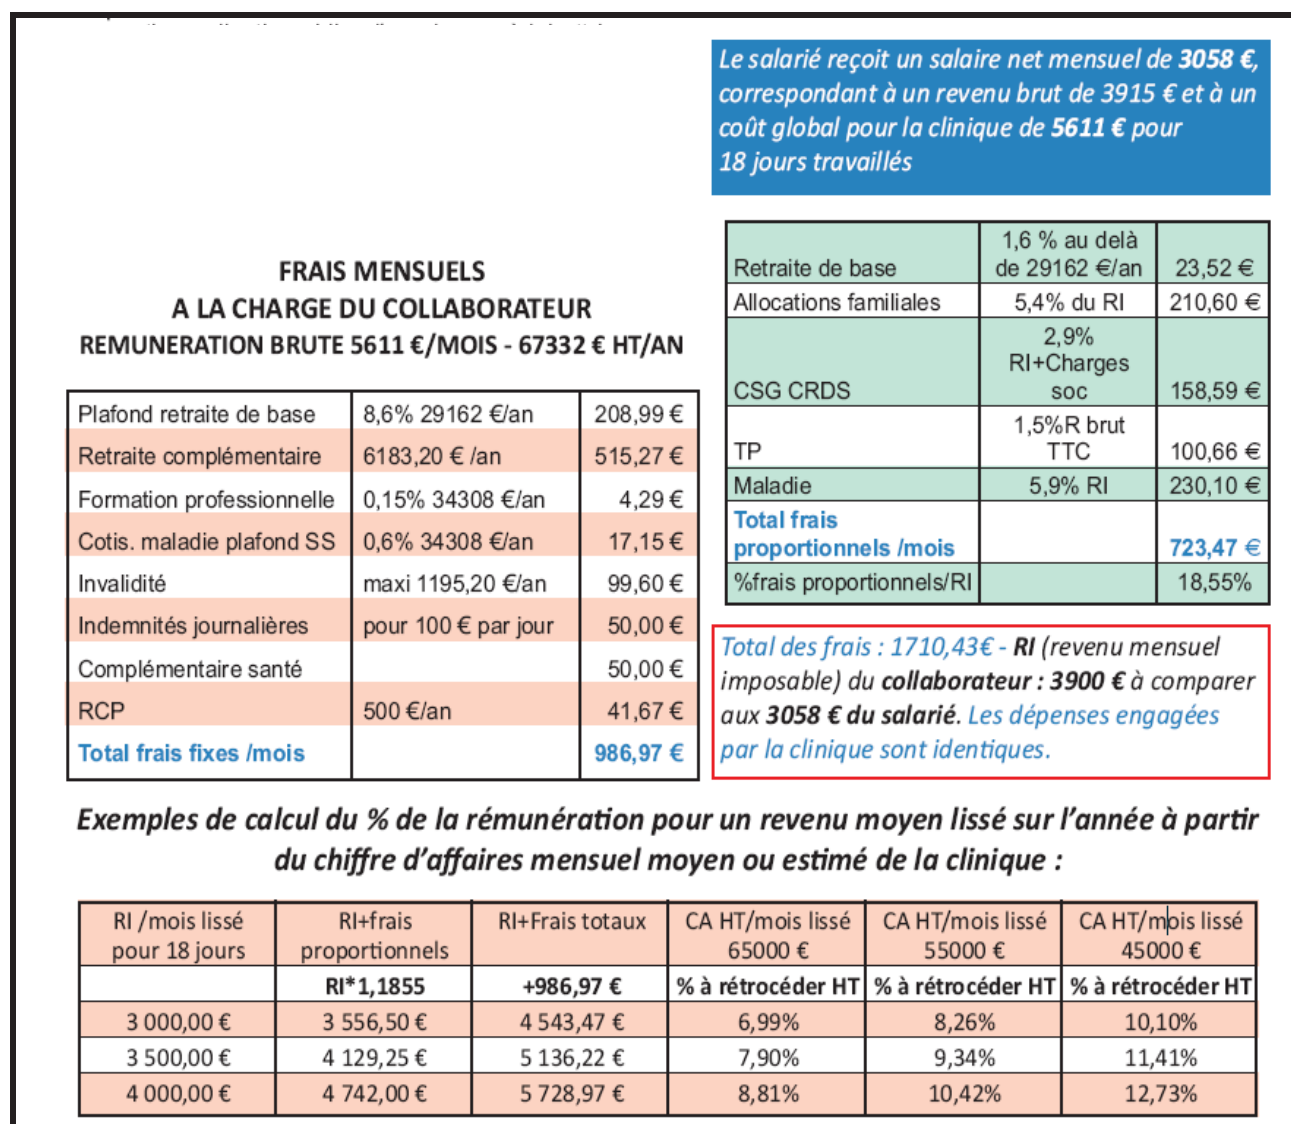 Le salarié reçoit un salaire net mensuel de 3058 €,
correspondant à un revenu brut de 3915 € et à un
coût global pour la clinique de 5611 € pour
18 jours travaillés
FRAIS MENSUELS
A LA CHARGE DU COLLABORATEUR
REMUNERATION BRUTE 5611 €/MOIS - 67332 € HT/AN
Plafond retraite de base 8,6% 29162 €/an 208,99 €
Retraite complémentaire 6183,20 € /an 515,27 €
Formation professionnelle 0,15% 34308 €/an 4,29 €
Cotis. maladie plafond SS 0,6% 34308 €/an 17,15 €
Invalidité maxi 1195,20 €/an 99,60 €
Indemnités journalières pour 100 € par jour 50,00 €
Complémentaire santé 50,00 €
RCP 500 €/an 41,67 €
Total frais fixes /mois 986,97 €
1,6 % au delà
Retraite de base de 29162 €/an 23,52 €
Allocations familiales 5,4% du RI 210,60 €
2,9%
RI+Charges
CSG CRDS soc 158,59 €
1,5%R brut
TP TTC 100,66 €
Maladie 5,9% RI 230,10 €
Total frais
proportionnels /mois 723,47 €
%frais proportionnels/RI 18,55%
Total des frais : 1710,43€ - RI (revenu mensuel
imposable) du collaborateur : 3900 € à comparer
aux 3058 € du salarié. Les dépenses engagées
par la clinique sont identiques.
Exemples de calcul du % de la rémunération pour un revenu moyen lissé sur l'année à partir
du chiffre d'affaires mensuel moyen ou estimé de la clinique :
RI /mois lissé RI+frais RI+Frais totaux CA HT/mois lissé CA HT/mois lissé CA HT/mois lissé
pour 18 jours proportionnels 65000 € 55000 € 45000 €
RI*1,1855 +986,97 € % à rétrocéder HT % à rétrocéder HT % à rétrocéder HT
3 000,00 € 3 556,50 € 4 543,47 € 6,99% 8,26% 10,10%
3 500,00 € 4 129,25 € 5 136,22 € 7,90% 9,34% 11,41%
4 000,00 € 4 742,00 € 5 728,97 € 8,81% 10,42% 12,73%